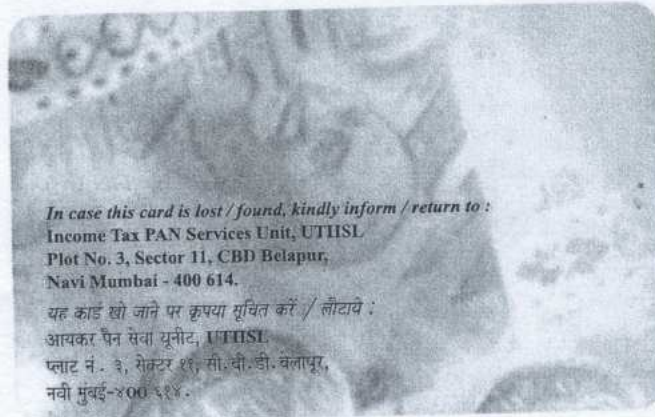 In case this card is lost / found, kindly inform / return to :
Income Tax PAN Services Unit, UTIISL
Plot No. 3, Sector 11, CBD Belapur,
Navi Mumbai - 400 614.
यह कार्ड खो जाने पर कृपया सूचित करें / लौटाये :
आयकर पैन सेवा यूनीट, UTIISL
प्लाट नं. ३, सेक्टर ११, सी.बी.डी. बेलापूर,
नवी मुंबई-४०० ६१४.